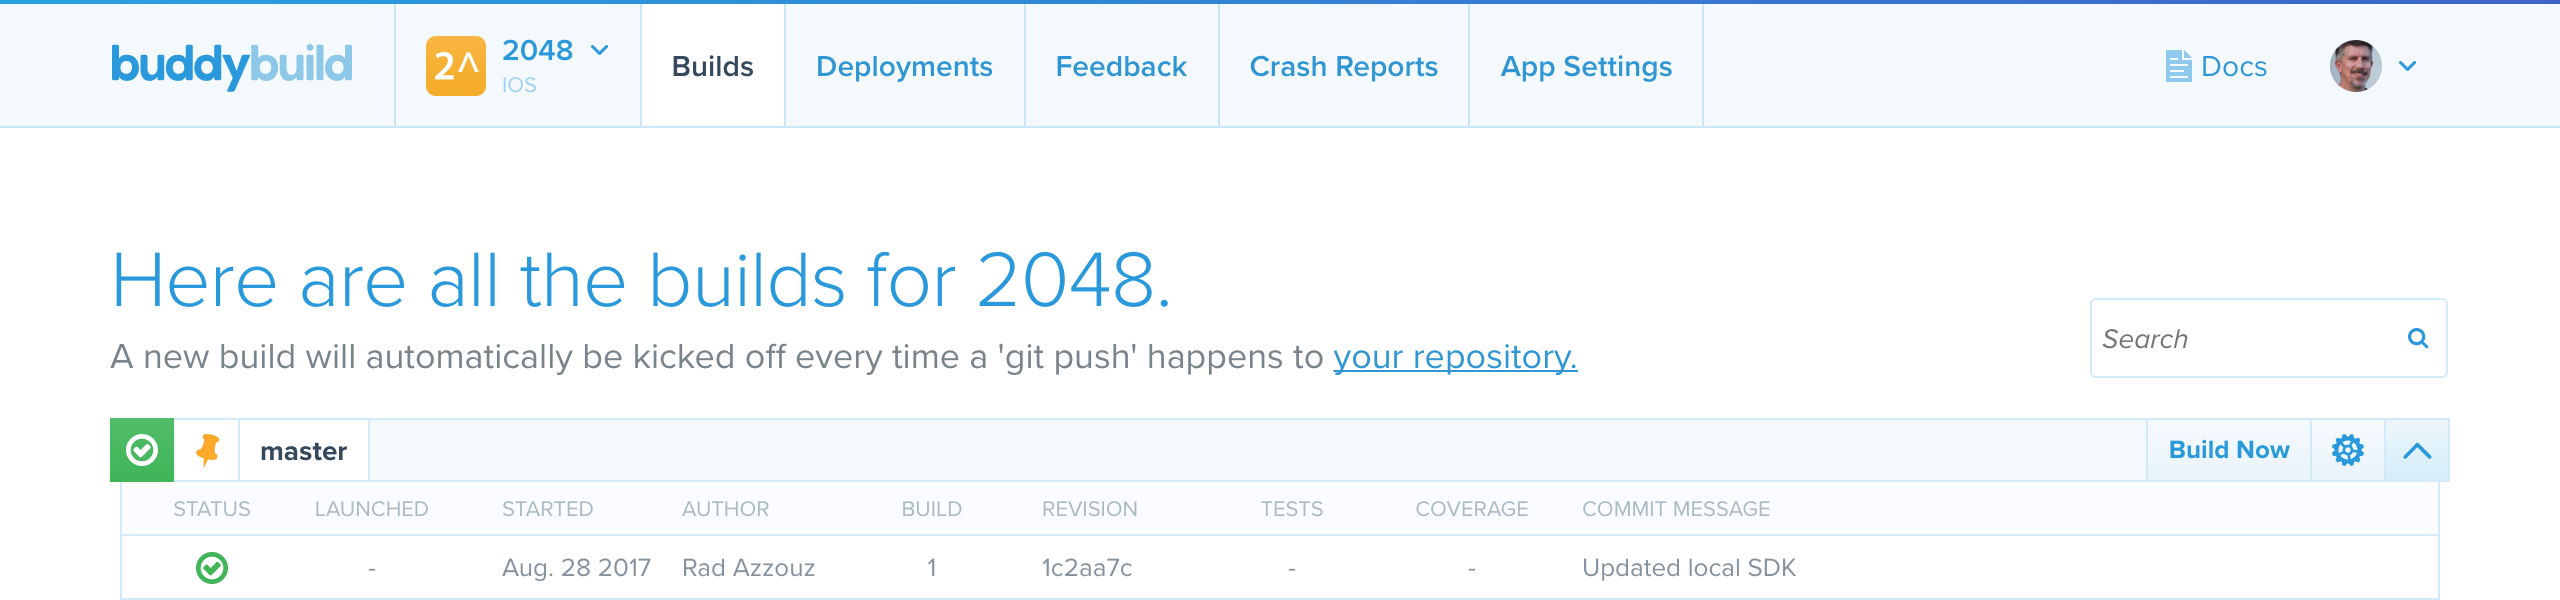 buddybuild
2^
2048
IOS
Builds
Deployments
Feedback
Crash Reports
App Settings
Docs
Here are all the builds for 2048.
A new build will automatically be kicked off every time a 'git push' happens to your repository.
Search
master
Build Now
STATUS LAUNCHED STARTED AUTHOR BUILD REVISION TESTS COVERAGE COMMIT MESSAGE
- Aug. 28 2017 Rad Azzouz 1 1c2aa7c - - Updated local SDK